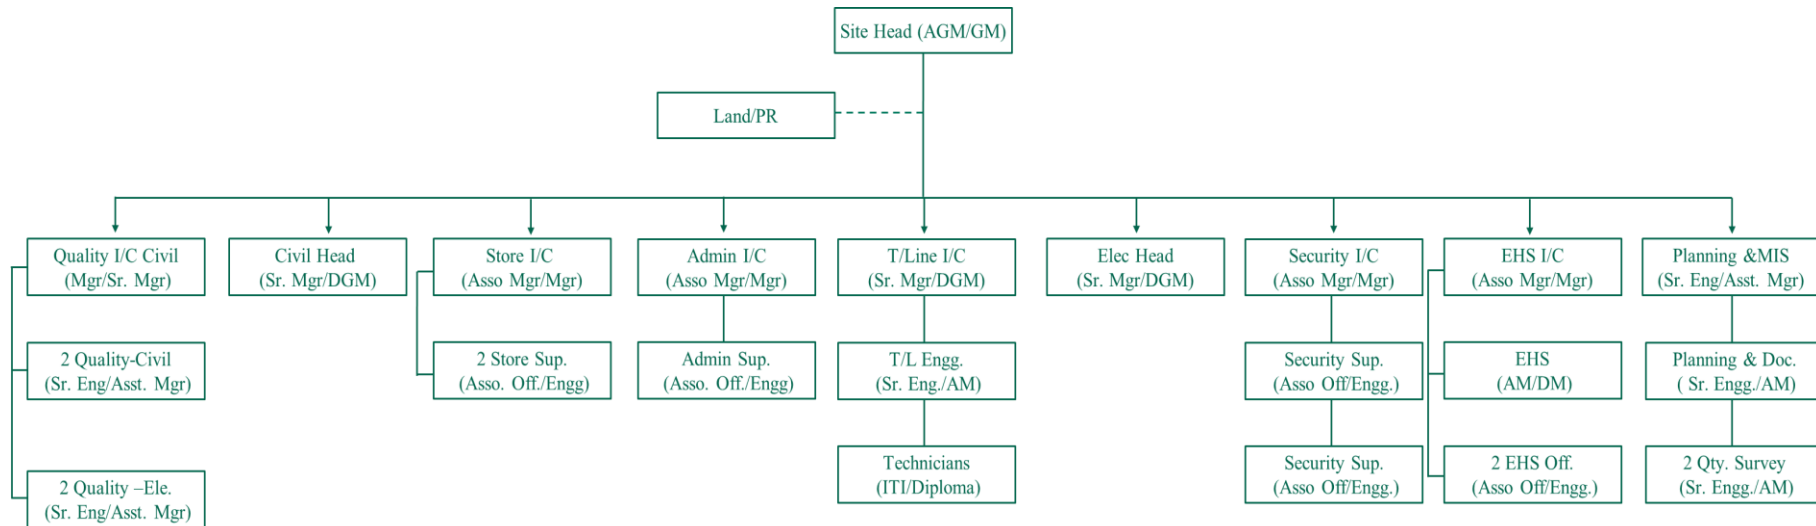 Site Head (AGM/GM)
Land/PR
Quality I/C Civil
(Mgr/Sr. Mgr)
Civil Head
(Sr. Mgr/DGM)
Store I/C
(Asso Mgr/Mgr)
Admin I/C
(Asso Mgr/Mgr)
T/Line I/C
(Sr. Mgr/DGM)
Elec Head
(Sr. Mgr/DGM)
Security I/C
(Asso Mgr/Mgr)
EHS I/C
(Asso Mgr/Mgr)
Planning &MIS
(Sr. Eng/Asst. Mgr)
2 Quality-Civil
(Sr. Eng/Asst. Mgr)
2 Store Sup.
(Asso. Off./Engg)
Admin Sup.
(Asso. Off./Engg)
T/L Engg.
(Sr. Eng./AM)
Security Sup.
(Asso Off/Engg.)
EHS
(AM/DM)
Planning & Doc.
( Sr. Engg./AM)
2 Quality –Ele.
(Sr. Eng/Asst. Mgr)
Technicians
(ITI/Diploma)
Security Sup.
(Asso Off/Engg.)
2 EHS Off.
(Asso Off/Engg.)
2 Qty. Survey
(Sr. Engg./AM)